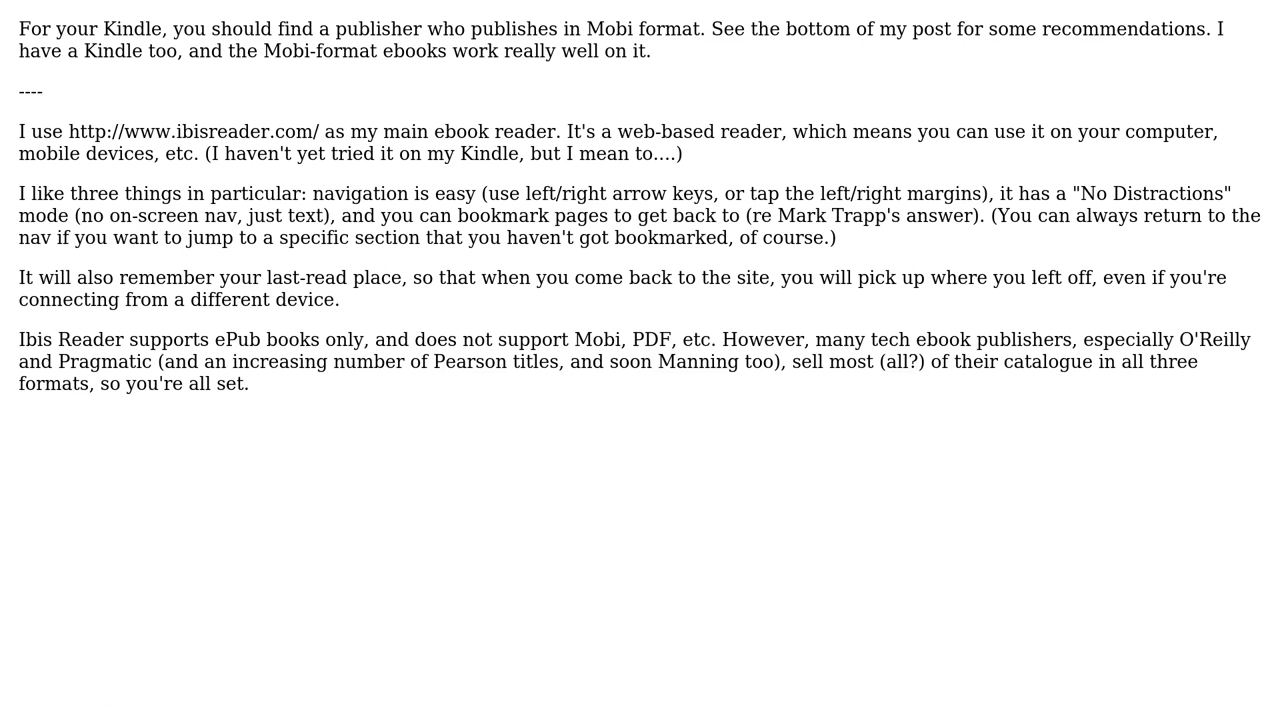 For your Kindle, you should find a publisher who publishes in Mobi format. See the bottom of my post for some recommendations. I
have a Kindle too, and the Mobi-format ebooks work really well on it.
----
I use http://www.ibisreader.com/ as my main ebook reader. It's a web-based reader, which means you can use it on your computer,
mobile devices, etc. (I haven't yet tried it on my Kindle, but I mean to....)
I like three things in particular: navigation is easy (use left/right arrow keys, or tap the left/right margins), it has a "No Distractions"
mode (no on-screen nav, just text), and you can bookmark pages to get back to (re Mark Trapp's answer). (You can always return to the
nav if you want to jump to a specific section that you haven't got bookmarked, of course.)
It will also remember your last-read place, so that when you come back to the site, you will pick up where you left off, even if you're
connecting from a different device.
Ibis Reader supports ePub books only, and does not support Mobi, PDF, etc. However, many tech ebook publishers, especially O'Reilly
and Pragmatic (and an increasing number of Pearson titles, and soon Manning too), sell most (all?) of their catalogue in all three
formats, so you're all set.